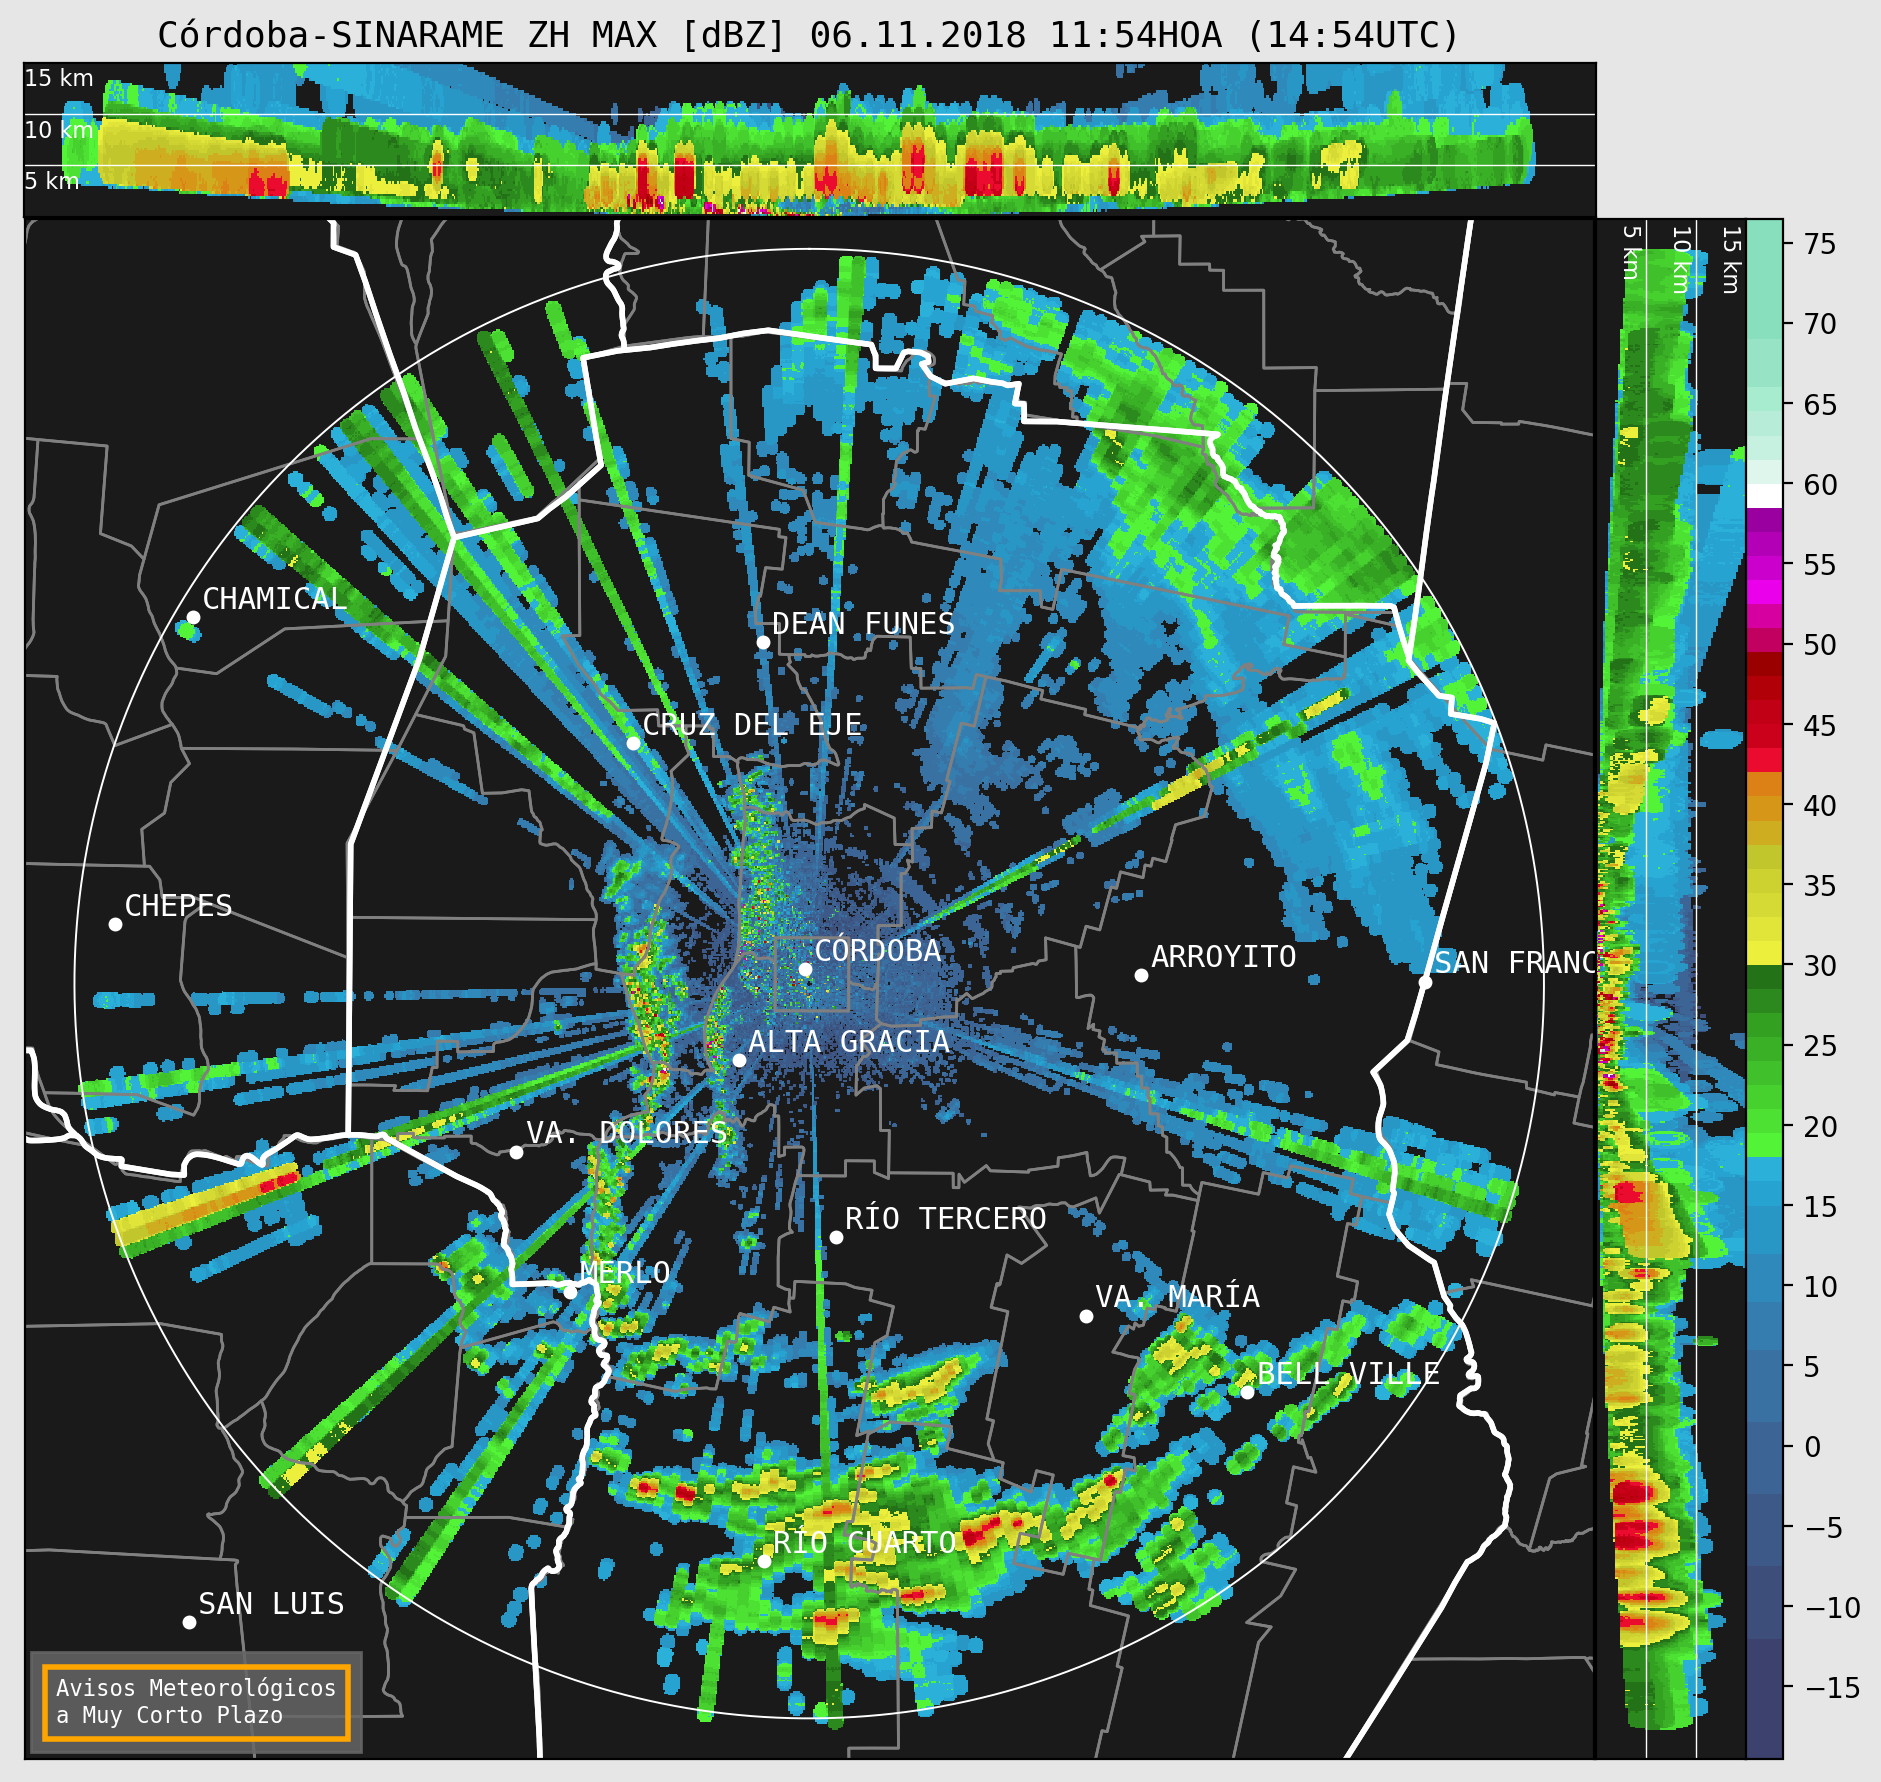 Córdoba-SINARAME ZH MAX [dBZ] 06.11.2018 11:54HOA (14:54UTC)
15 km
10 km
5 km
5 km
10 km
15 km
75
70
65
60
55
50
45
40
35
30
25
20
15
10
5
0
−5
−10
−15
CHAMICAL
DEAN FUNES
CRUZ DEL EJE
CHEPES
CÓRDOBA
ARROYITO
SAN FRANC
ALTA GRACIA
VA. DOLORES
RÍO TERCERO
MERLO
VA. MARÍA
BELL VILLE
RÍO CUARTO
SAN LUIS
Avisos Meteorológicos
a Muy Corto Plazo